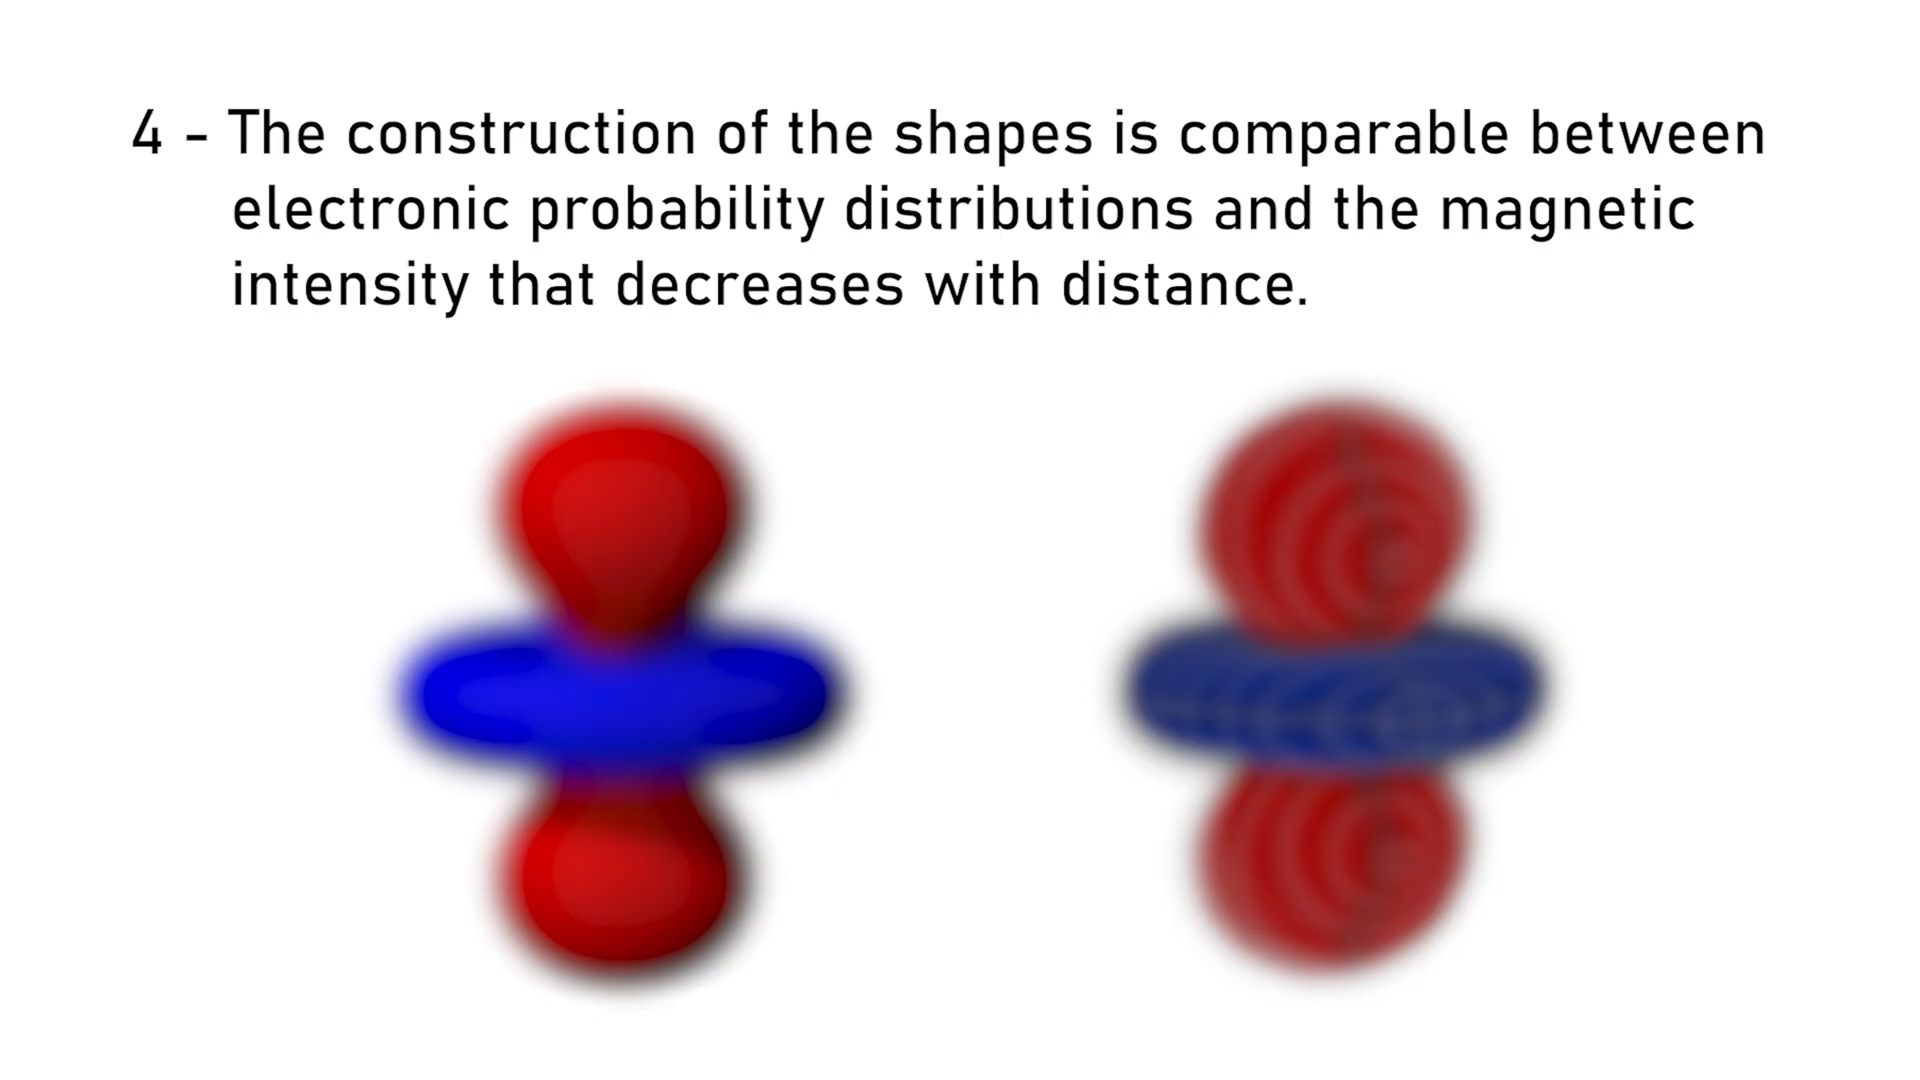 4 - The construction of the shapes is comparable between
electronic probability distributions and the magnetic
intensity that decreases with distance.